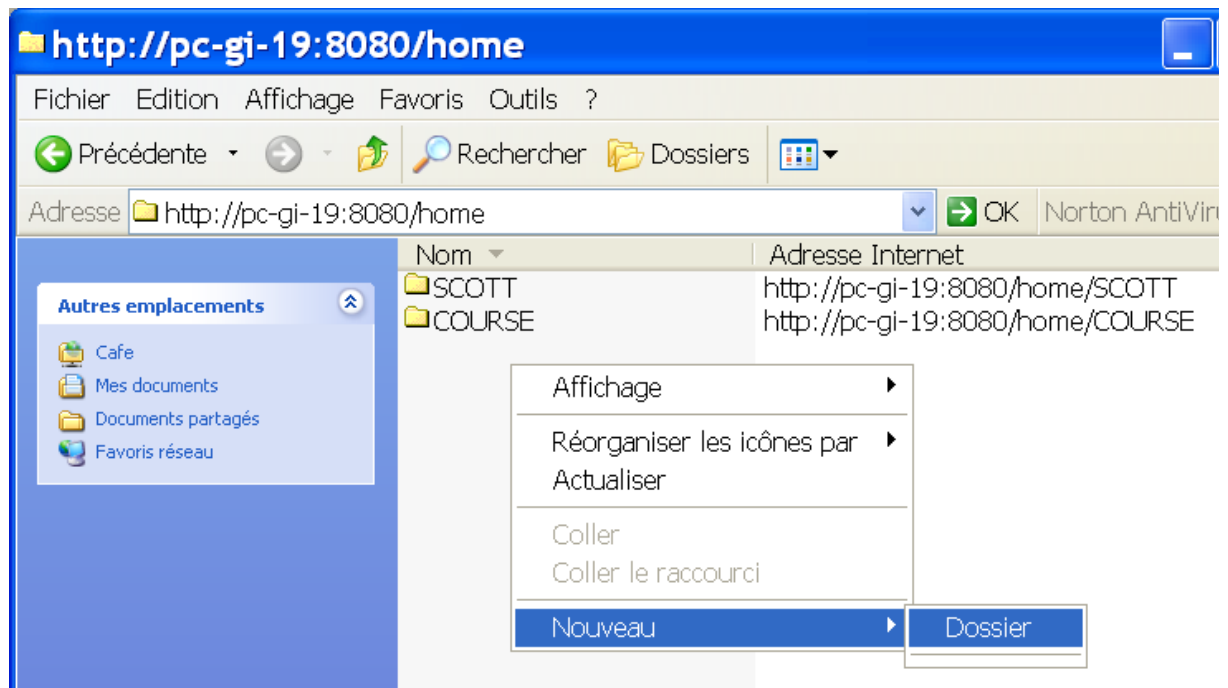 http://pc-gi-19:8080/home
Fichier Edition Affichage Favoris Outils ?
Précédente Rechercher Dossiers
Adresse http://pc-gi-19:8080/home OK Norton AntiViru
Nom Adresse Internet
SCOTT http://pc-gi-19:8080/home/SCOTT
COURSE http://pc-gi-19:8080/home/COURSE
Autres emplacements
Cafe
Mes documents
Documents partagés
Favoris réseau
Affichage
Réorganiser les icônes par
Actualiser
Coller
Coller le raccourci
Nouveau Dossier